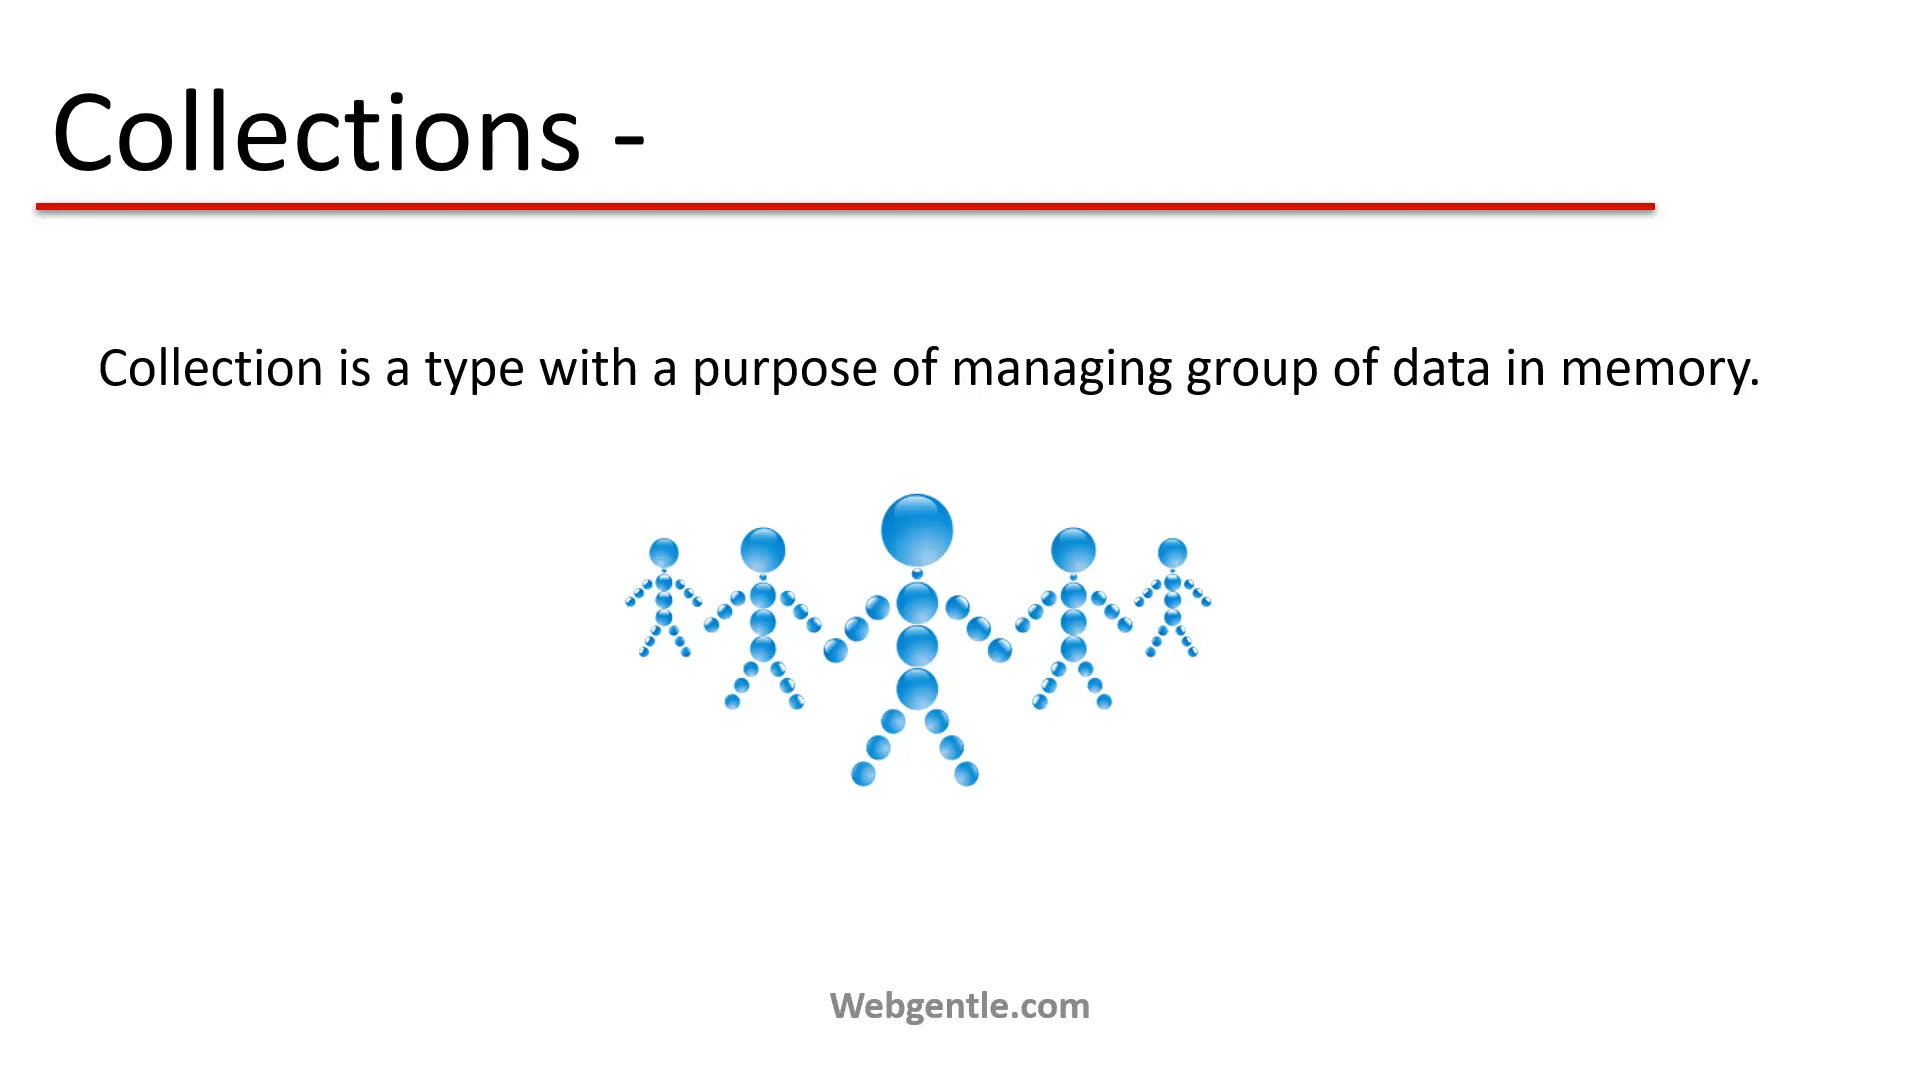 Collections -
Collection is a type with a purpose of managing group of data in memory.
Webgentle.com